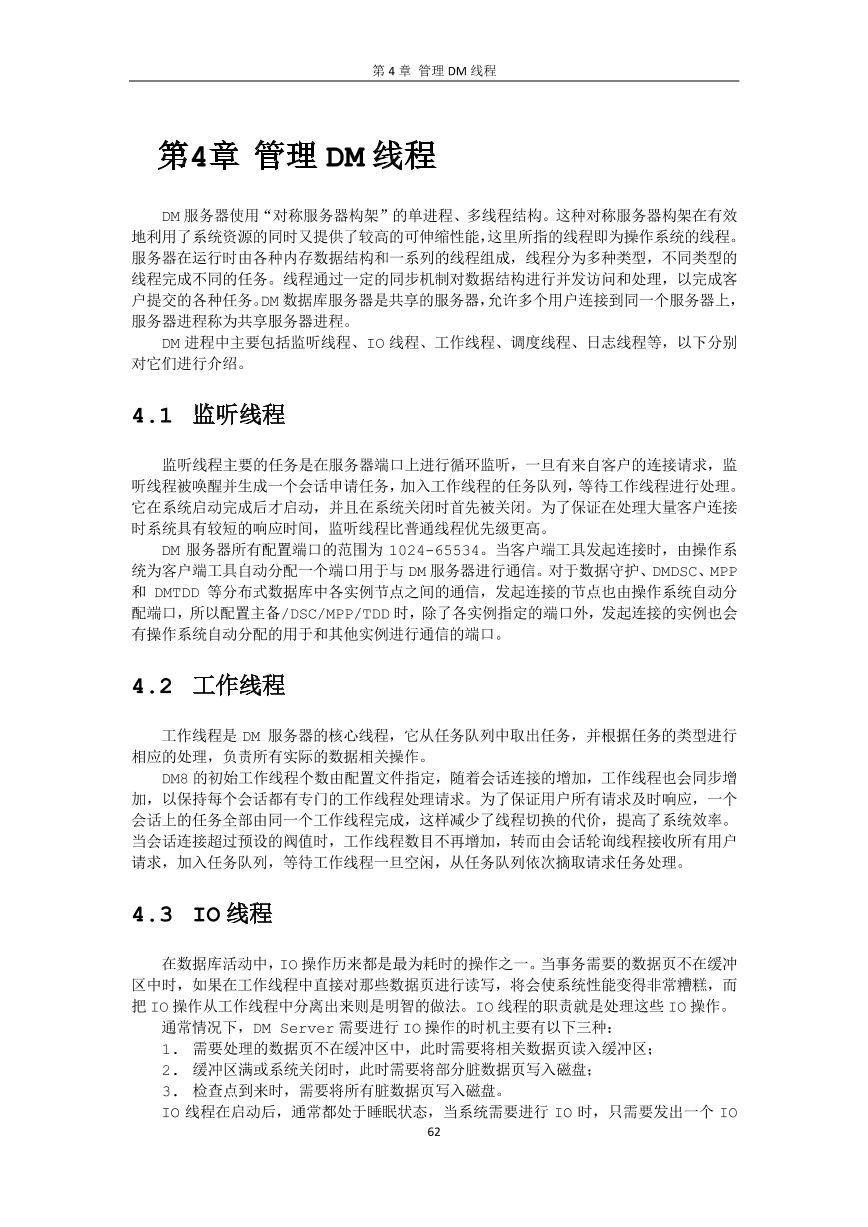 第 4 章 管理 DM 线程
第4章 管理 DM 线程
DM 服务器使用“对称服务器构架”的单进程、多线程结构。这种对称服务器构架在有效
地利用了系统资源的同时又提供了较高的可伸缩性能，这里所指的线程即为操作系统的线程。
服务器在运行时由各种内存数据结构和一系列的线程组成，线程分为多种类型，不同类型的
线程完成不同的任务。线程通过一定的同步机制对数据结构进行并发访问和处理，以完成客
户提交的各种任务。DM 数据库服务器是共享的服务器，允许多个用户连接到同一个服务器上，
服务器进程称为共享服务器进程。
DM 进程中主要包括监听线程、IO 线程、工作线程、调度线程、日志线程等，以下分别
对它们进行介绍。
4.1 监听线程
监听线程主要的任务是在服务器端口上进行循环监听，一旦有来自客户的连接请求，监
听线程被唤醒并生成一个会话申请任务，加入工作线程的任务队列，等待工作线程进行处理。
它在系统启动完成后才启动，并且在系统关闭时首先被关闭。为了保证在处理大量客户连接
时系统具有较短的响应时间，监听线程比普通线程优先级更高。
DM 服务器所有配置端口的范围为 1024-65534。当客户端工具发起连接时，由操作系
统为客户端工具自动分配一个端口用于与 DM 服务器进行通信。对于数据守护、DMDSC、MPP
和 DMTDD 等分布式数据库中各实例节点之间的通信，发起连接的节点也由操作系统自动分
配端口，所以配置主备/DSC/MPP/TDD 时，除了各实例指定的端口外，发起连接的实例也会
有操作系统自动分配的用于和其他实例进行通信的端口。
4.2 工作线程
工作线程是 DM 服务器的核心线程，它从任务队列中取出任务，并根据任务的类型进行
相应的处理，负责所有实际的数据相关操作。
DM8 的初始工作线程个数由配置文件指定，随着会话连接的增加，工作线程也会同步增
加，以保持每个会话都有专门的工作线程处理请求。为了保证用户所有请求及时响应，一个
会话上的任务全部由同一个工作线程完成，这样减少了线程切换的代价，提高了系统效率。
当会话连接超过预设的阀值时，工作线程数目不再增加，转而由会话轮询线程接收所有用户
请求，加入任务队列，等待工作线程一旦空闲，从任务队列依次摘取请求任务处理。
4.3 IO 线程
在数据库活动中，IO 操作历来都是最为耗时的操作之一。当事务需要的数据页不在缓冲
区中时，如果在工作线程中直接对那些数据页进行读写，将会使系统性能变得非常糟糕，而
把 IO 操作从工作线程中分离出来则是明智的做法。IO 线程的职责就是处理这些 IO 操作。
通常情况下，DM Server 需要进行 IO 操作的时机主要有以下三种：
1. 需要处理的数据页不在缓冲区中，此时需要将相关数据页读入缓冲区；
2. 缓冲区满或系统关闭时，此时需要将部分脏数据页写入磁盘；
3. 检查点到来时，需要将所有脏数据页写入磁盘。
IO 线程在启动后，通常都处于睡眠状态，当系统需要进行 IO 时，只需要发出一个 IO
62